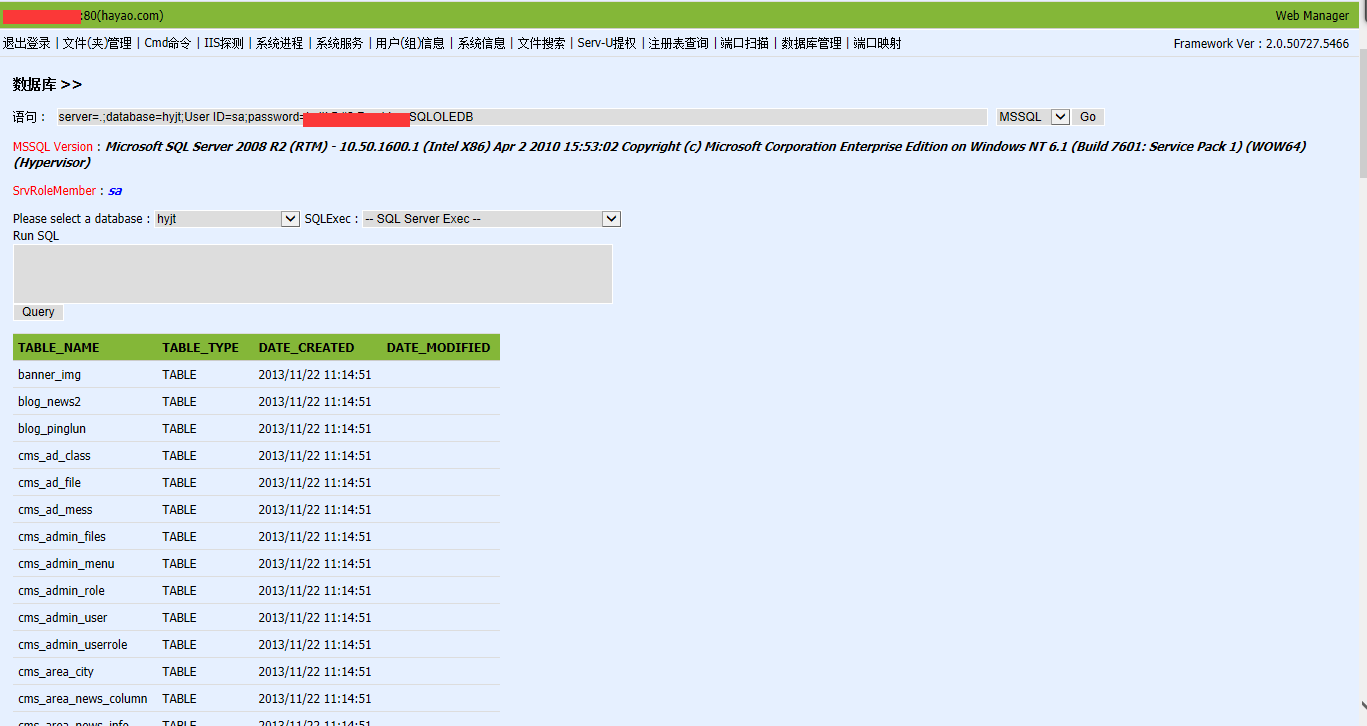 :80(hayao.com) Web Manager
退出登录 | 文件(夹)管理 | Cmd命令 | IIS探测 | 系统进程 | 系统服务 | 用户(组)信息 | 系统信息 | 文件搜索 | Serv-U提权 | 注册表查询 | 端口扫描 | 数据库管理 | 端口映射 Framework Ver : 2.0.50727.5466
数据库 >>
语句 : server=.;database=hyjt;User ID=sa;password= SQLOLEDB MSSQL Go
MSSQL Version : Microsoft SQL Server 2008 R2 (RTM) - 10.50.1600.1 (Intel X86) Apr 2 2010 15:53:02 Copyright (c) Microsoft Corporation Enterprise Edition on Windows NT 6.1 (Build 7601: Service Pack 1) (WOW64)
(Hypervisor)
SrvRoleMember : sa
Please select a database : hyjt SQLExec : -- SQL Server Exec --
Run SQL
Query
TABLE_NAME TABLE_TYPE DATE_CREATED DATE_MODIFIED
banner_img TABLE 2013/11/22 11:14:51
blog_news2 TABLE 2013/11/22 11:14:51
blog_pinglun TABLE 2013/11/22 11:14:51
cms_ad_class TABLE 2013/11/22 11:14:51
cms_ad_file TABLE 2013/11/22 11:14:51
cms_ad_mess TABLE 2013/11/22 11:14:51
cms_admin_files TABLE 2013/11/22 11:14:51
cms_admin_menu TABLE 2013/11/22 11:14:51
cms_admin_role TABLE 2013/11/22 11:14:51
cms_admin_user TABLE 2013/11/22 11:14:51
cms_admin_userrole TABLE 2013/11/22 11:14:51
cms_area_city TABLE 2013/11/22 11:14:51
cms_area_news_column TABLE 2013/11/22 11:14:51
cms_area_news_info TABLE 2013/11/22 11:14:51